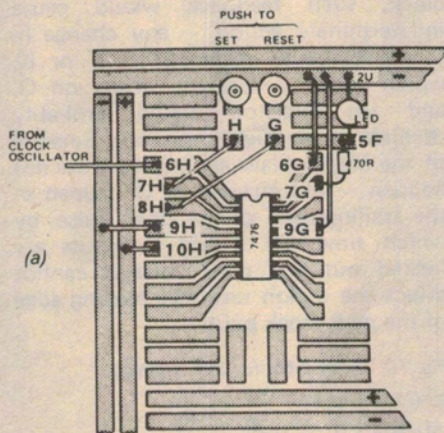 PUSH TO
SET RESET
+
−
2U
LED
− +
H G
5F
FROM
CLOCK
OSCILLATOR
6H 6G
70R
7H
7G
8H
7476
9H 9G
(a)
10H
+
−